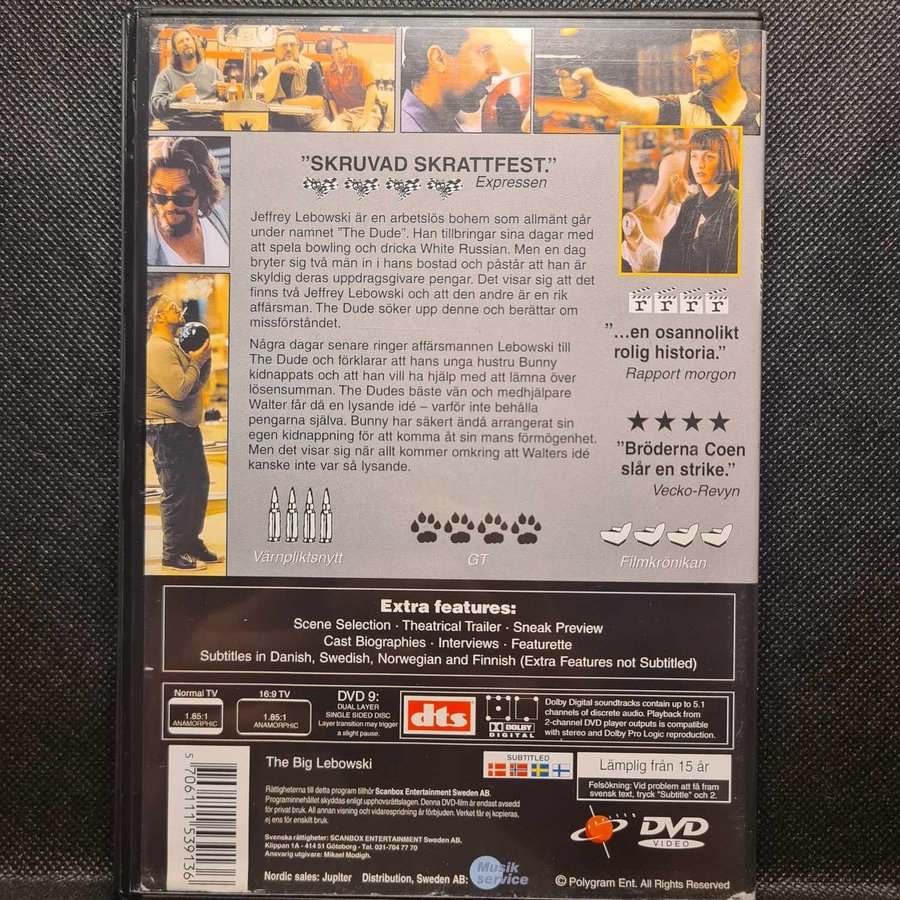 "SKRUVAD SKRATTFEST."
Expressen
Jeffrey Lebowski är en arbetslös bohem som allmänt går
under namnet "The Dude". Han tillbringar sina dagar med
att spela bowling och dricka White Russian. Men en dag
bryter sig två män in i hans bostad och påstår att han är
skyldig deras uppdragsgivare pengar. Det visar sig att det
finns två Jeffrey Lebowski och att den andre är en rik
affärsman. The Dude söker upp denne och berättar om
missförståndet.
Några dagar senare ringer affärsmannen Lebowski till
The Dude och förklarar att hans unga hustru Bunny
kidnappats och att han vill ha hjälp med att lämna över
lösensumman. The Dudes bäste vän och medhjälpare
Walter får då en lysande idé – varför inte behålla
pengarna själva. Bunny har säkert ändå arrangerat sin
egen kidnappning för att komma åt sin mans förmögenhet.
Men det visar sig när allt kommer omkring att Walters idé
kanske inte var så lysande.
r r r r
"...en osannolikt
rolig historia."
Rapport morgon
"Bröderna Coen
slår en strike."
Vecko-Revyn
Värnpliktsnytt
GT
Filmkrönikan
Extra features:
Scene Selection · Theatrical Trailer · Sneak Preview
Cast Biographies · Interviews · Featurette
Subtitles in Danish, Swedish, Norwegian and Finnish (Extra Features not Subtitled)
Normal TV
1.85:1
ANAMORPHIC
16:9 TV
1.85:1
ANAMORPHIC
DVD 9:
DUAL LAYER
SINGLE SIDED DISC
Layer transition may trigger
a slight pause.
dts
DOLBY
DIGITAL
Dolby Digital soundtracks contain up to 5.1
channels of discrete audio. Playback from
2-channel DVD player outputs is compatible
with stereo and Dolby Pro Logic reproduction.
5 706111 539136
The Big Lebowski
SUBTITLED
Lämplig från 15 år
Felsökning: Vid problem att få fram
svensk text, tryck "Subtitle" och 2.
Rättigheterna till detta program tillhör Scanbox Entertainment Sweden AB.
Programinnehållet skyddas enligt upphovsrättslagen. Denna DVD-film är endast avsedd
för privat bruk. All annan visning och vidarespridning är förbjuden. Verket får ej kopieras,
ej ens för enskilt bruk.
Svenska rättigheter: SCANBOX ENTERTAINMENT Sweden AB.
Klippan 1A - 414 51 Göteborg - Tel. 031-704 77 70
Ansvarig utgivare: Mikael Modigh.
Nordic sales: Jupiter Distribution, Sweden AB:
Musik
service
DVD
VIDEO
© Polygram Ent. All Rights Reserved